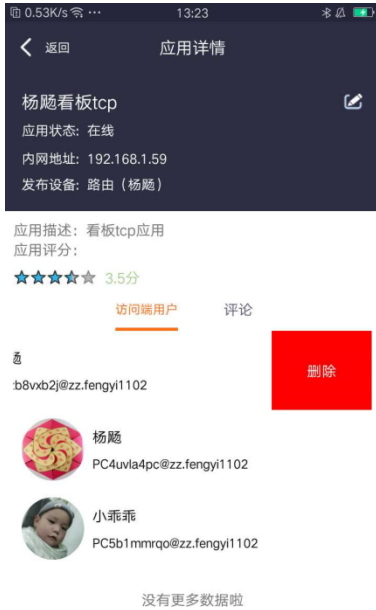 0.53K/s ··· 13:23
返回 应用详情
杨飏看板tcp
应用状态: 在线
内网地址: 192.168.1.59
发布设备: 路由（杨飏）
应用描述: 看板tcp应用
应用评分:
3.5分
访问端用户 评论
飏
:b8vxb2j@zz.fengyi1102
删除
杨飏
PC4uvla4pc@zz.fengyi1102
小乖乖
PC5b1mmrqo@zz.fengyi1102
没有更多数据啦